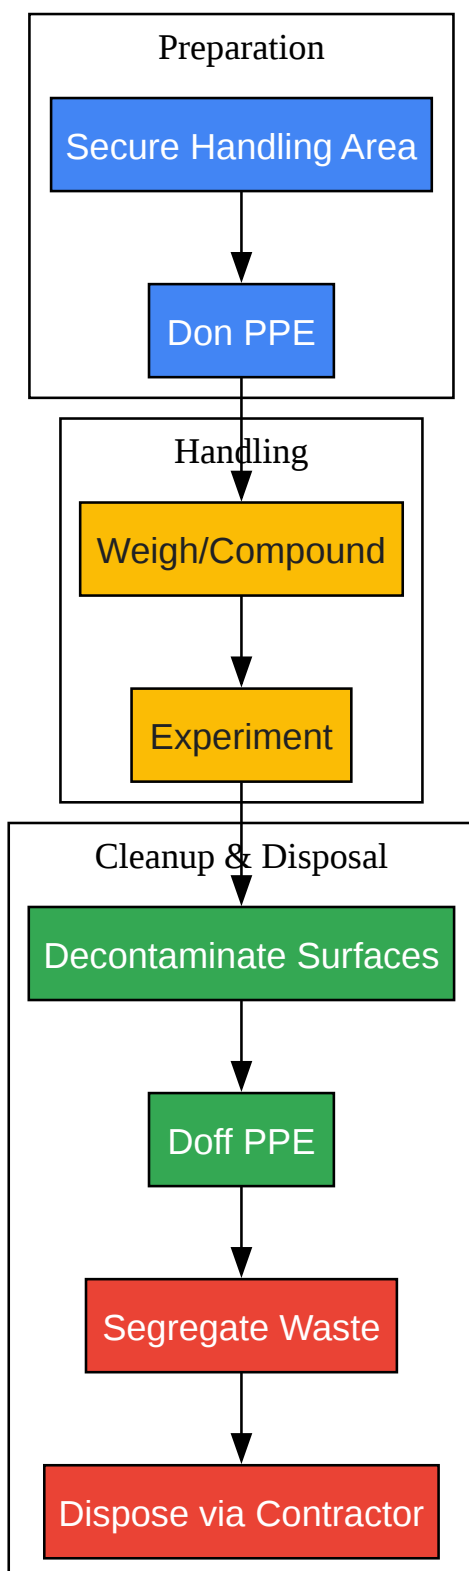 Preparation
Secure Handling Area
Don PPE
Handling
Weigh/Compound
Experiment
Cleanup & Disposal
Decontaminate Surfaces
Doff PPE
Segregate Waste
Dispose via Contractor